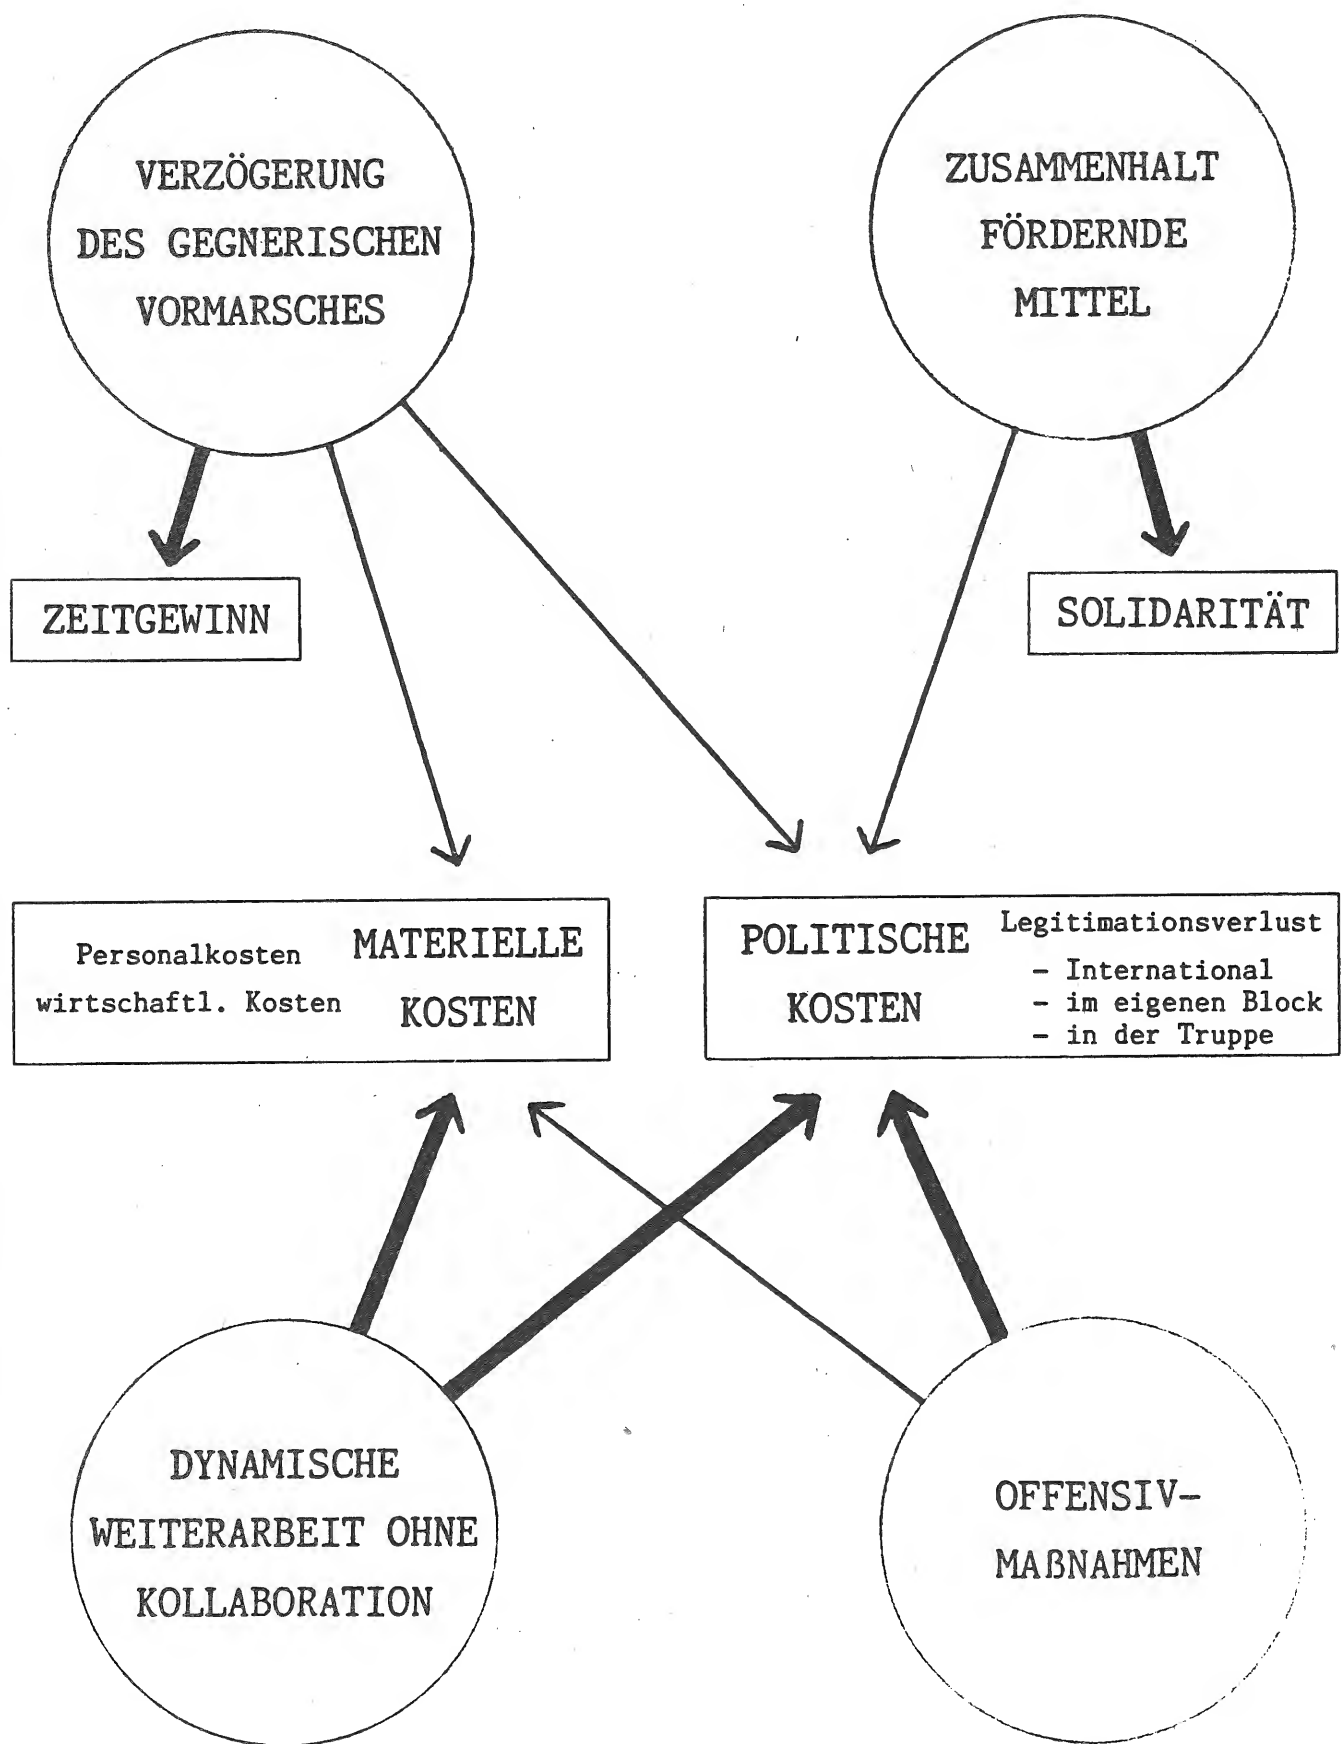 VERZÖGERUNG
DES GEGNERISCHEN
VORMARSCHES
ZUSAMMENHALT
FÖRDERNDE
MITTEL
ZEITGEWINN
SOLIDARITÄT
Personalkosten
wirtschaftl. Kosten
MATERIELLE
KOSTEN
POLITISCHE
KOSTEN
Legitimationsverlust
- International
- im eigenen Block
- in der Truppe
DYNAMISCHE
WEITERARBEIT OHNE
KOLLABORATION
OFFENSIV-
MAßNAHMEN